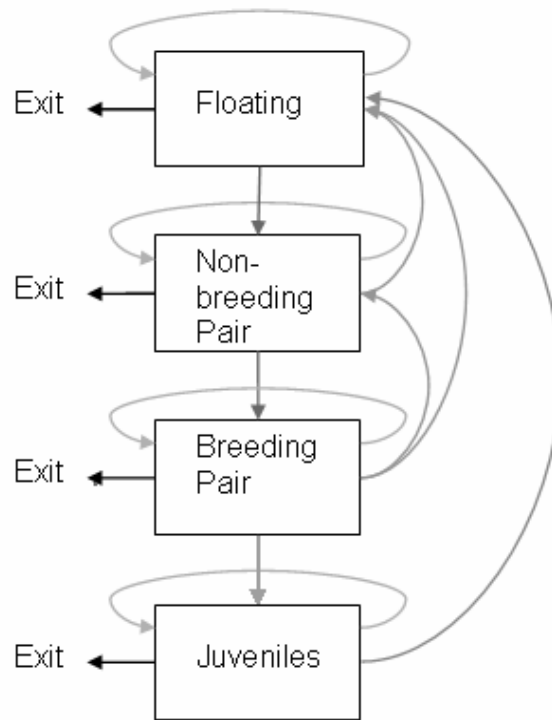 Exit
Floating
Exit
Non-
breeding
Pair
Exit
Breeding
Pair
Exit
Juveniles